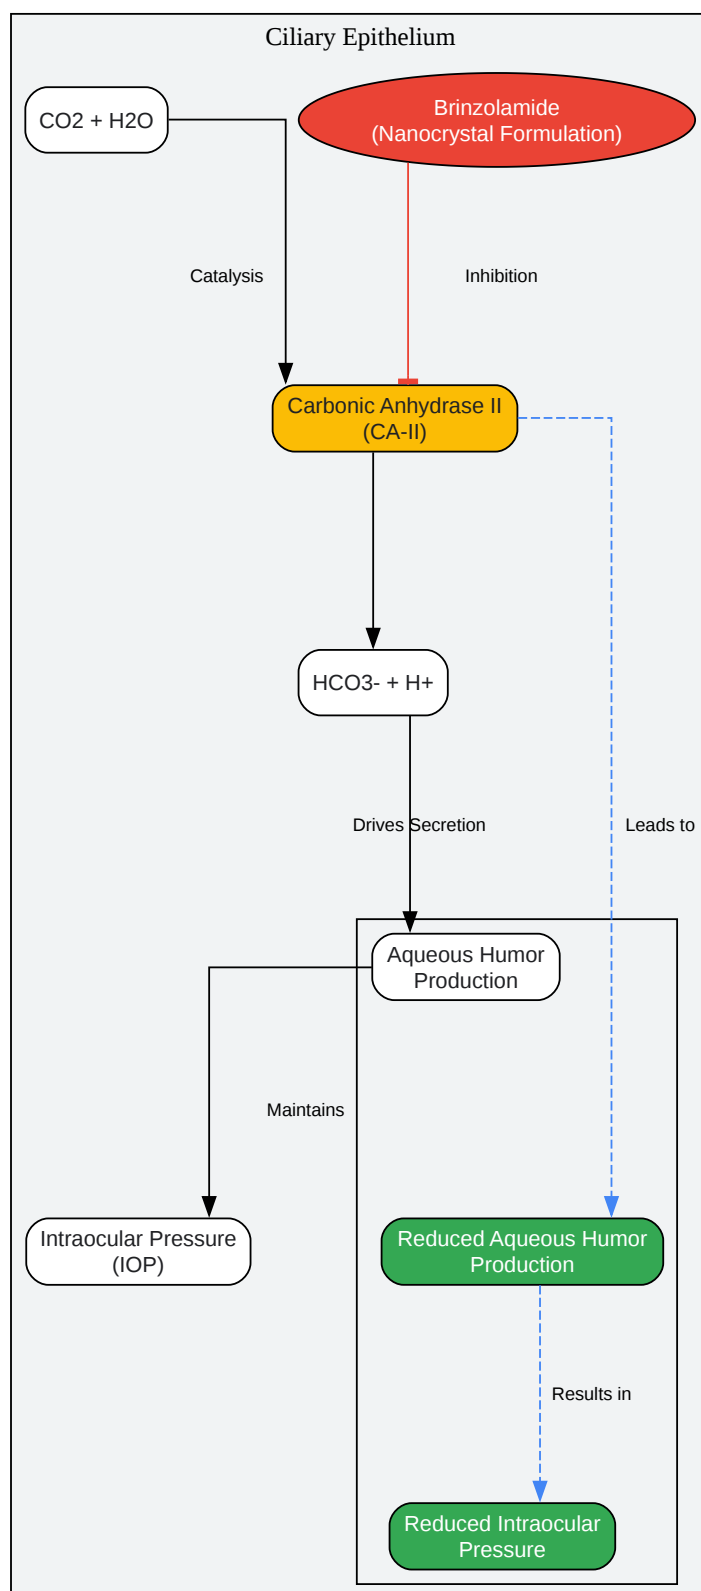 Ciliary Epithelium
CO2 + H2O
Brinzolamide
(Nanocrystal Formulation)
Catalysis
Inhibition
Carbonic Anhydrase II
(CA-II)
HCO3- + H+
Drives Secretion
Leads to
Aqueous Humor
Production
Maintains
Intraocular Pressure
(IOP)
Reduced Aqueous Humor
Production
Results in
Reduced Intraocular
Pressure